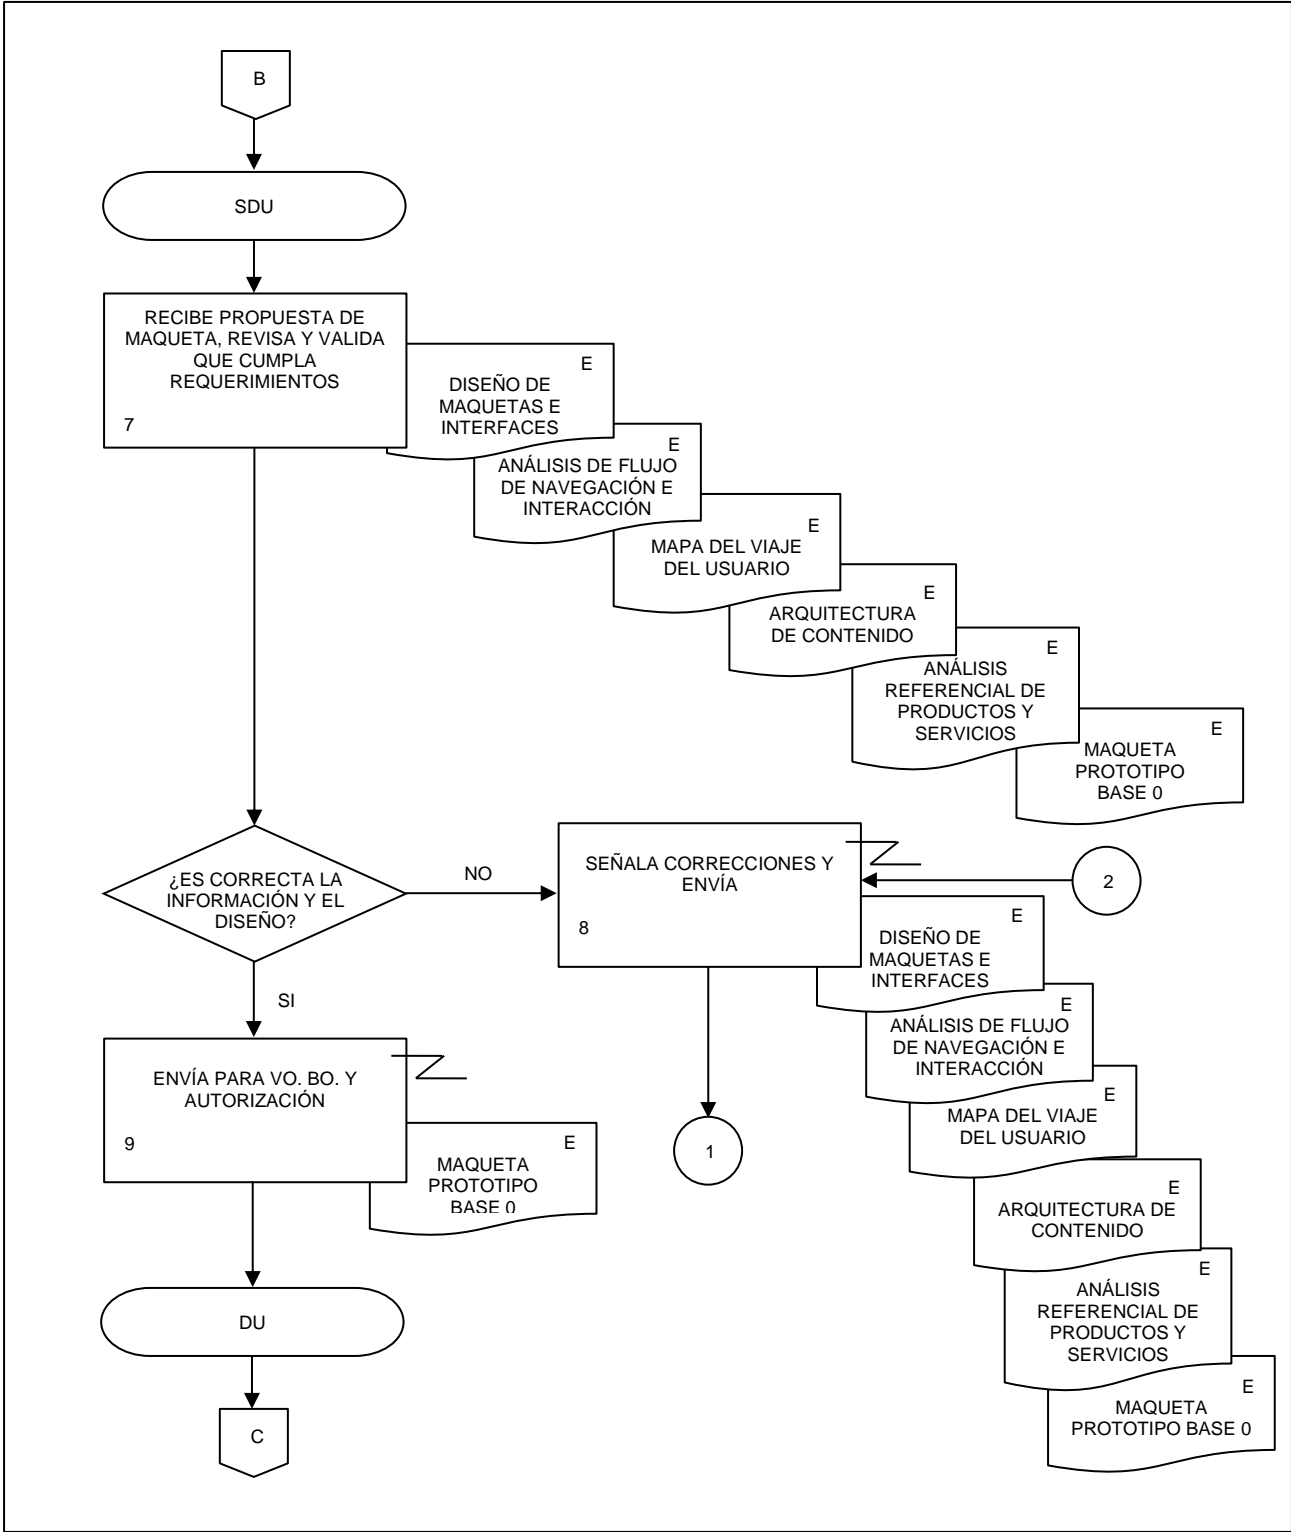 B
SDU
RECIBE PROPUESTA DE
MAQUETA, REVISA Y VALIDA
QUE CUMPLA
REQUERIMIENTOS
7
E
DISEÑO DE
MAQUETAS E
INTERFACES
E
ANÁLISIS DE FLUJO
DE NAVEGACIÓN E
INTERACCIÓN
E
MAPA DEL VIAJE
DEL USUARIO
E
ARQUITECTURA
DE CONTENIDO
E
ANÁLISIS
REFERENCIAL DE
PRODUCTOS Y
SERVICIOS
E
MAQUETA
PROTOTIPO
BASE 0
¿ES CORRECTA LA
INFORMACIÓN Y EL
DISEÑO?
NO
SEÑALA CORRECCIONES Y
ENVÍA
8
2
E
DISEÑO DE
MAQUETAS E
INTERFACES
E
ANÁLISIS DE FLUJO
DE NAVEGACIÓN E
INTERACCIÓN
E
MAPA DEL VIAJE
DEL USUARIO
E
ARQUITECTURA DE
CONTENIDO
E
ANÁLISIS
REFERENCIAL DE
PRODUCTOS Y
SERVICIOS
E
MAQUETA
PROTOTIPO BASE 0
1
SI
ENVÍA PARA VO. BO. Y
AUTORIZACIÓN
9
E
MAQUETA
PROTOTIPO
BASE 0
DU
C